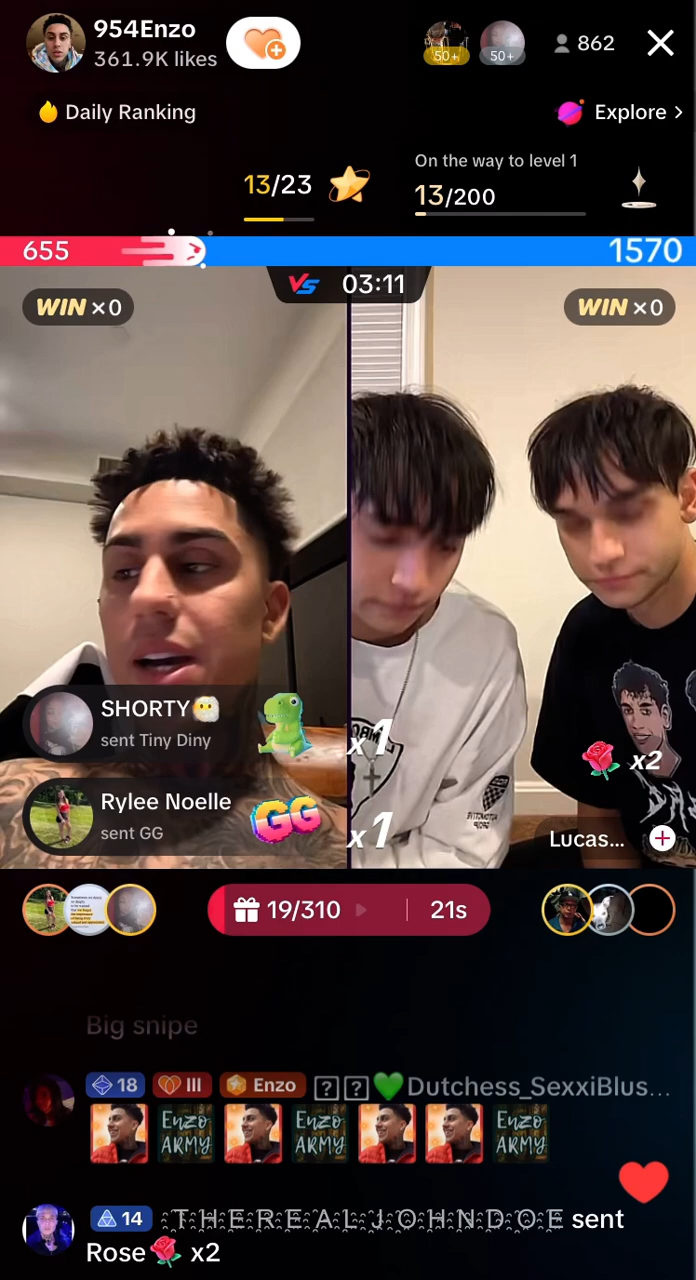 954Enzo
361.9K likes
50+
50+
862
Daily Ranking
Explore >
13/23
On the way to level 1
13/200
655
1570
VS 03:11
WIN ×0
WIN ×0
SHORTY
sent Tiny Diny
x1
x2
Rylee Noelle
sent GG
GG
x1
Lucas...
19/310
21s
Big snipe
18 III Enzo Dutchess_SexxiBlus...
ENZO ARMY ENZO ARMY ENZO ARMY
14 THEREALJOHNDOE sent
Rose x2